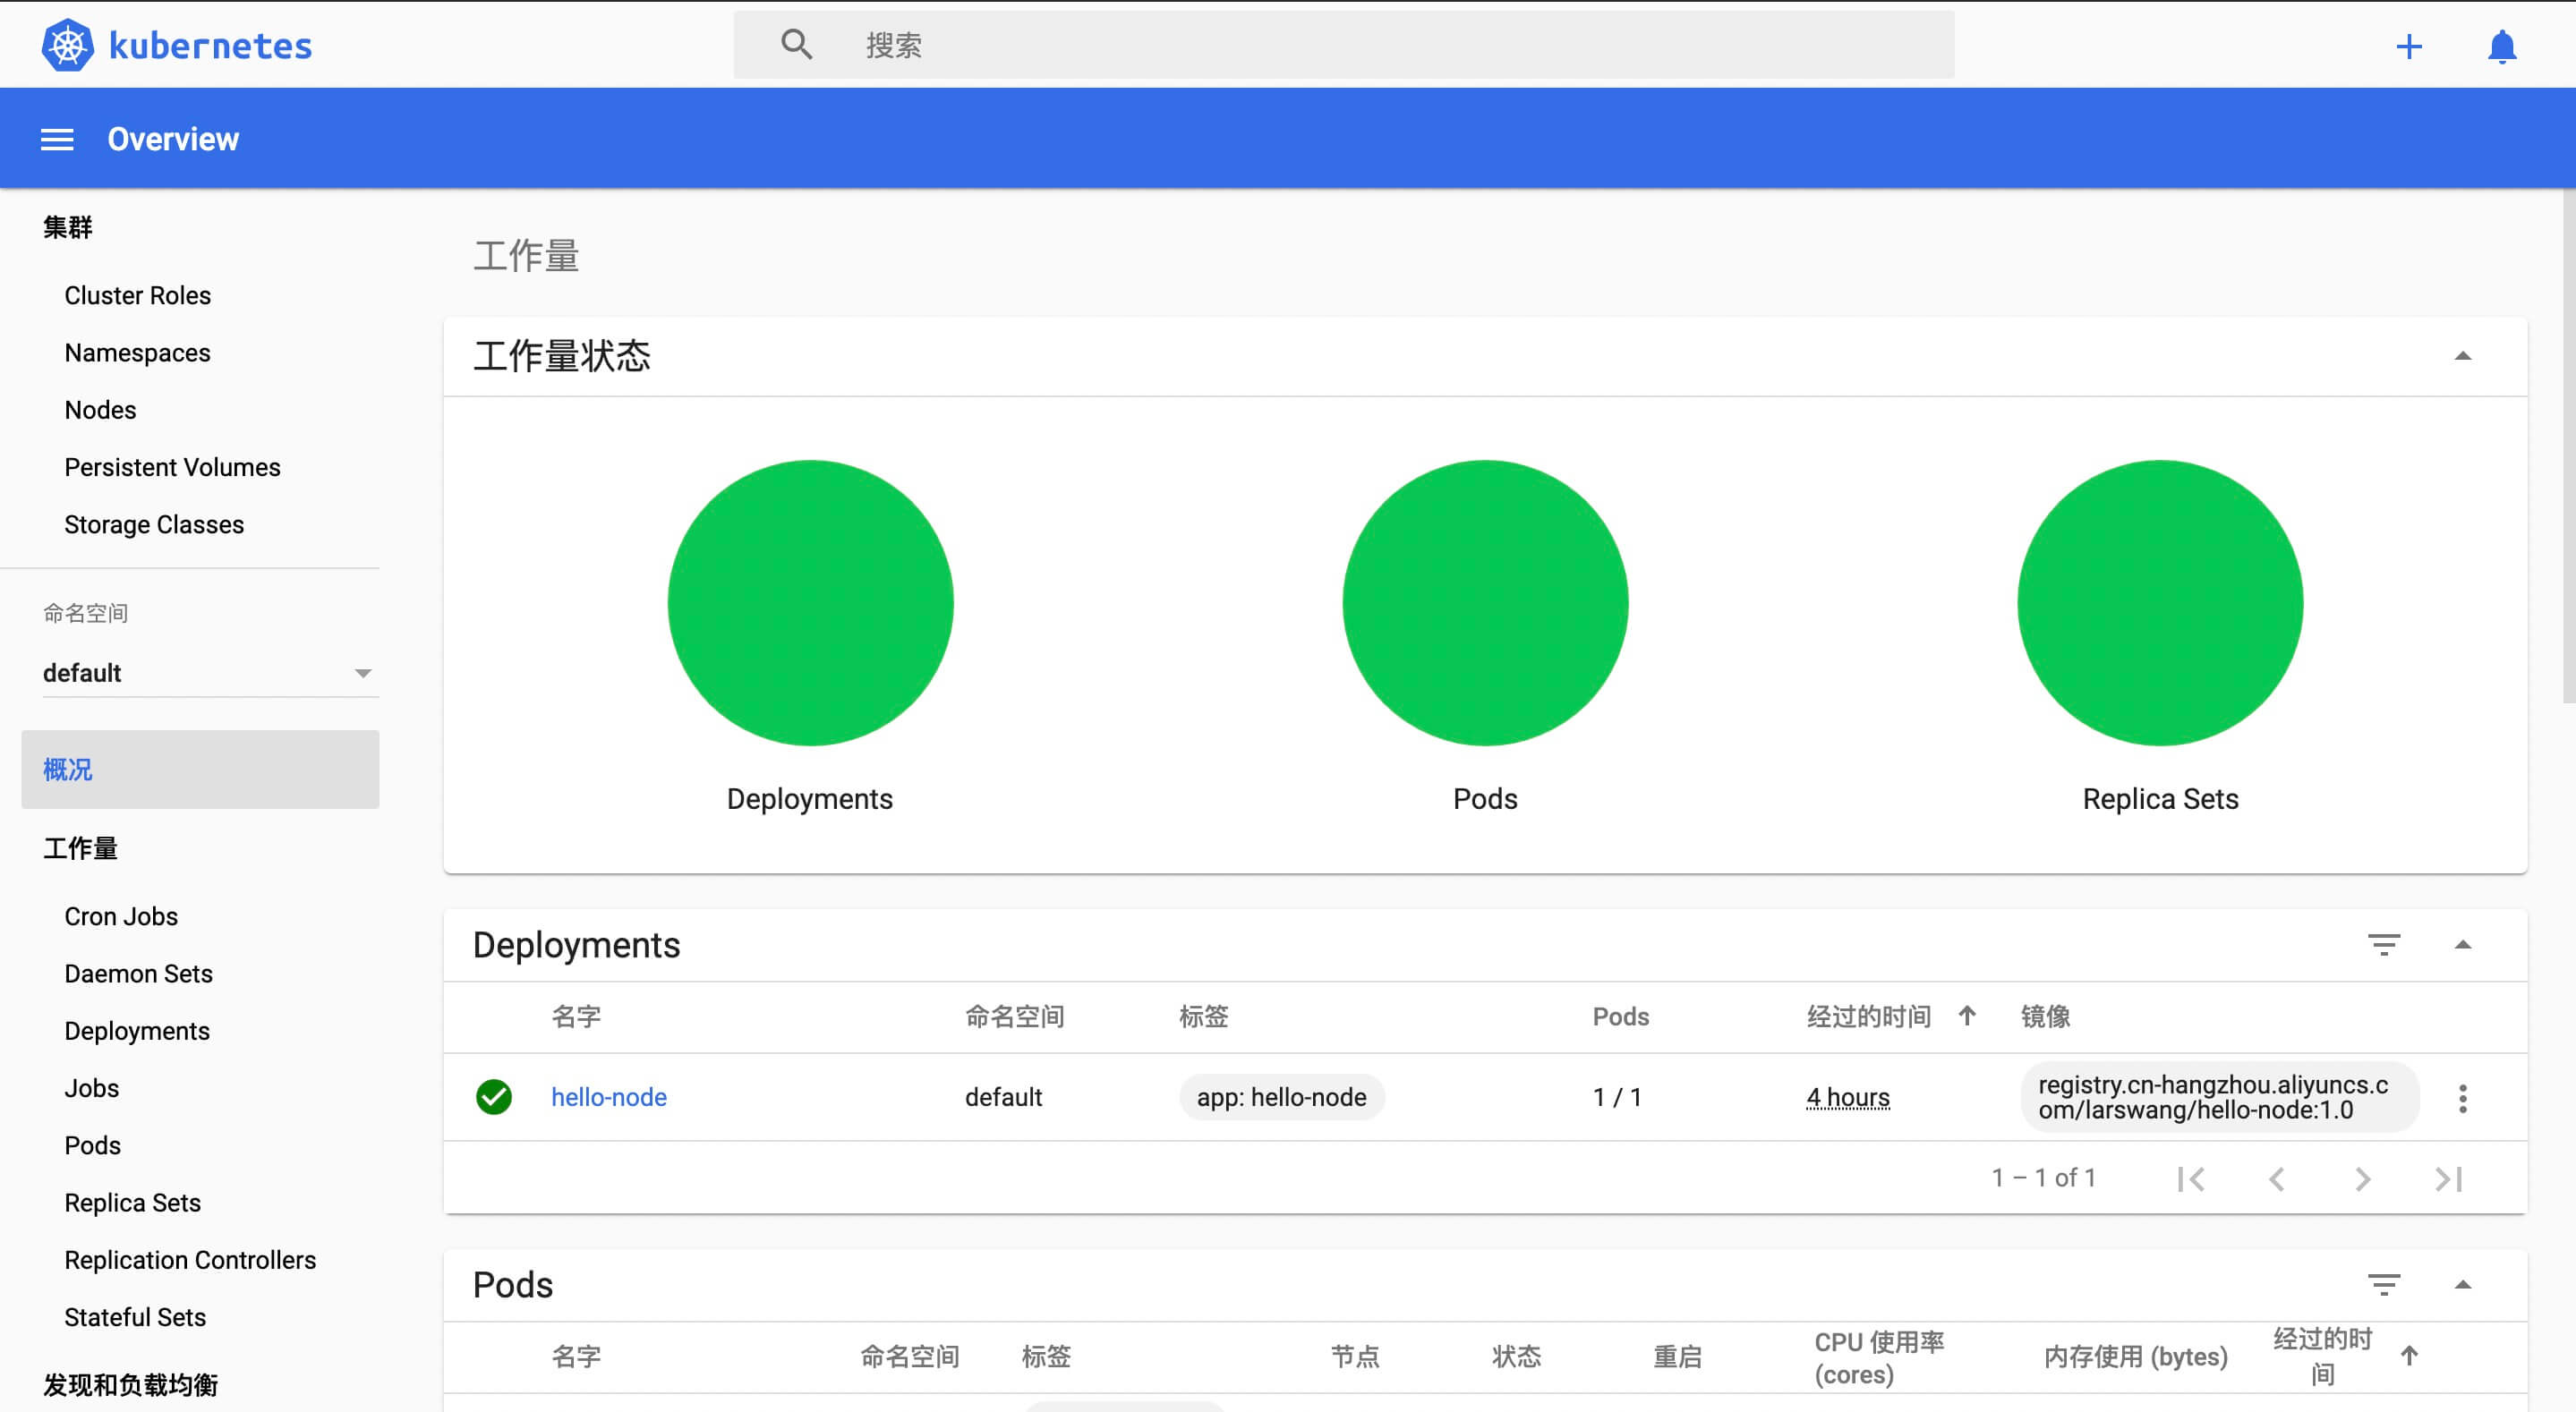 kubernetes
搜索
Overview
集群
Cluster Roles
Namespaces
Nodes
Persistent Volumes
Storage Classes
命名空间
default
概况
工作量
Cron Jobs
Daemon Sets
Deployments
Jobs
Pods
Replica Sets
Replication Controllers
Stateful Sets
发现和负载均衡
工作量
工作量状态
Deployments
Pods
Replica Sets
Deployments
名字 命名空间 标签 Pods 经过的时间 镜像
hello-node default app: hello-node 1 / 1 4 hours registry.cn-hangzhou.aliyuncs.c
om/larswang/hello-node:1.0
1 – 1 of 1
Pods
名字 命名空间 标签 节点 状态 重启 CPU 使用率 内存使用 (bytes) 经过的时
(cores) 间